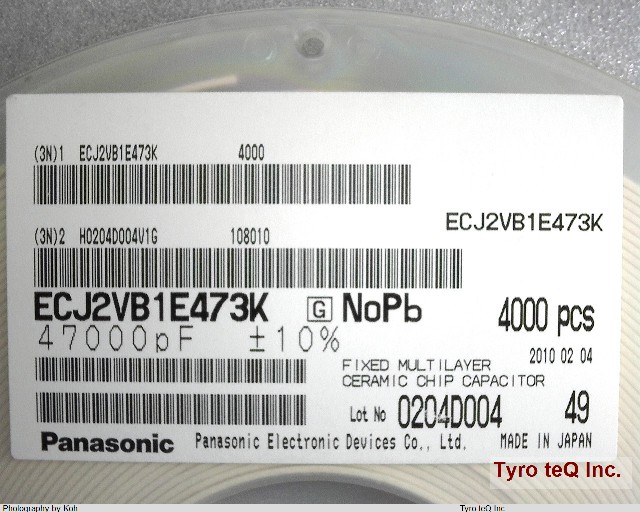 (3N)1 ECJ2VB1E473K 4000
ECJ2VB1E473K
(3N)2 H0204D004V1G 108010
ECJ2VB1E473K G NoPb 4000 pcs
47000pF ±10% 2010 02 04
FIXED MULTILAYER
CERAMIC CHIP CAPACITOR
Lot No 0204D004 49
Panasonic Panasonic Electronic Devices Co., Ltd. MADE IN JAPAN
Tyro teQ Inc.
Photography by Koh Tyro teQ Inc